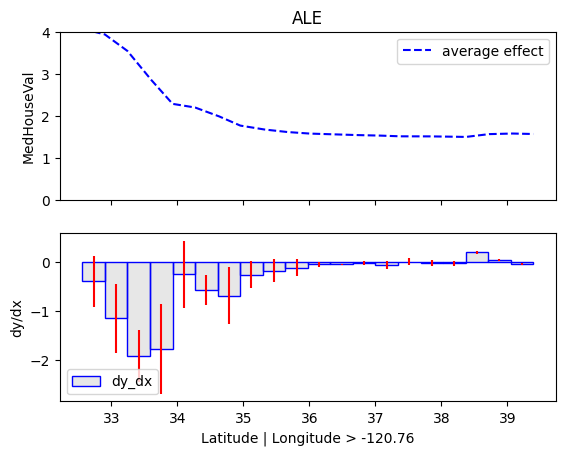 ALE
MedHouseVal
4
3
2
1
0
average effect
dy/dx
0
−1
−2
dy_dx
33 34 35 36 37 38 39
Latitude | Longitude > -120.76